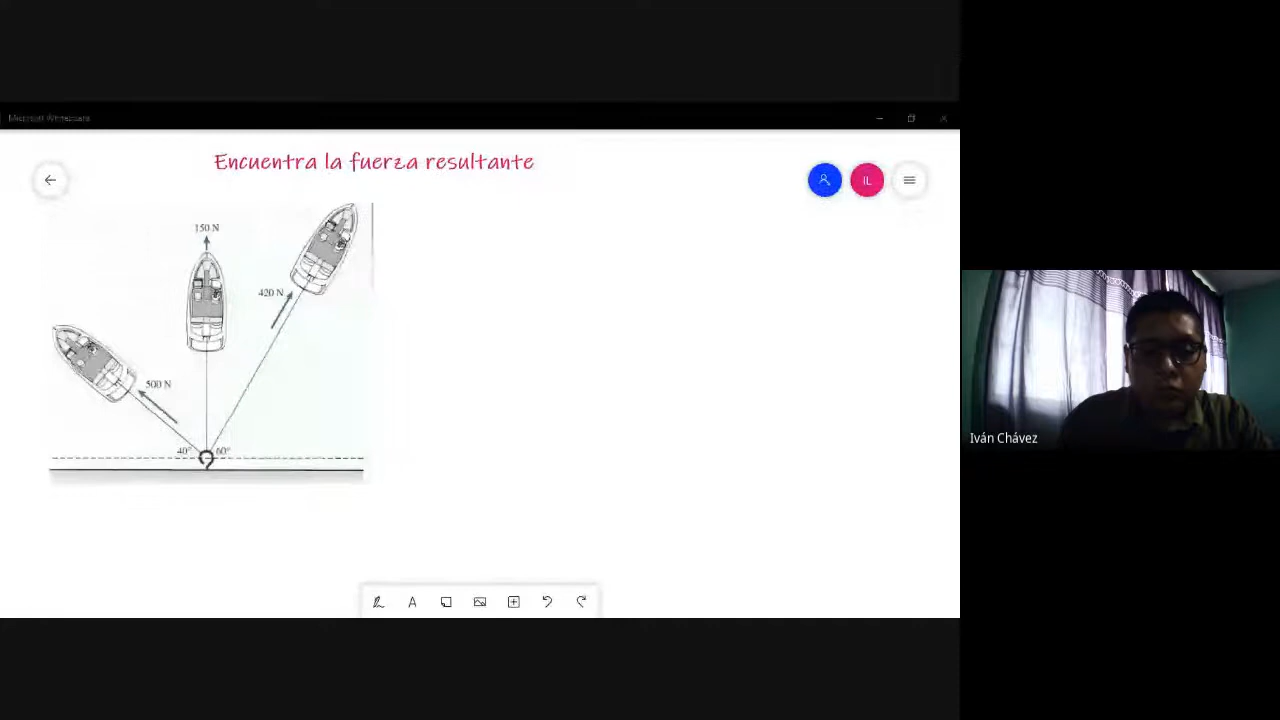 Microsoft Whiteboard
Encuentra la fuerza resultante
IL
150 N
420 N
500 N
40°
60°
Iván Chávez
A